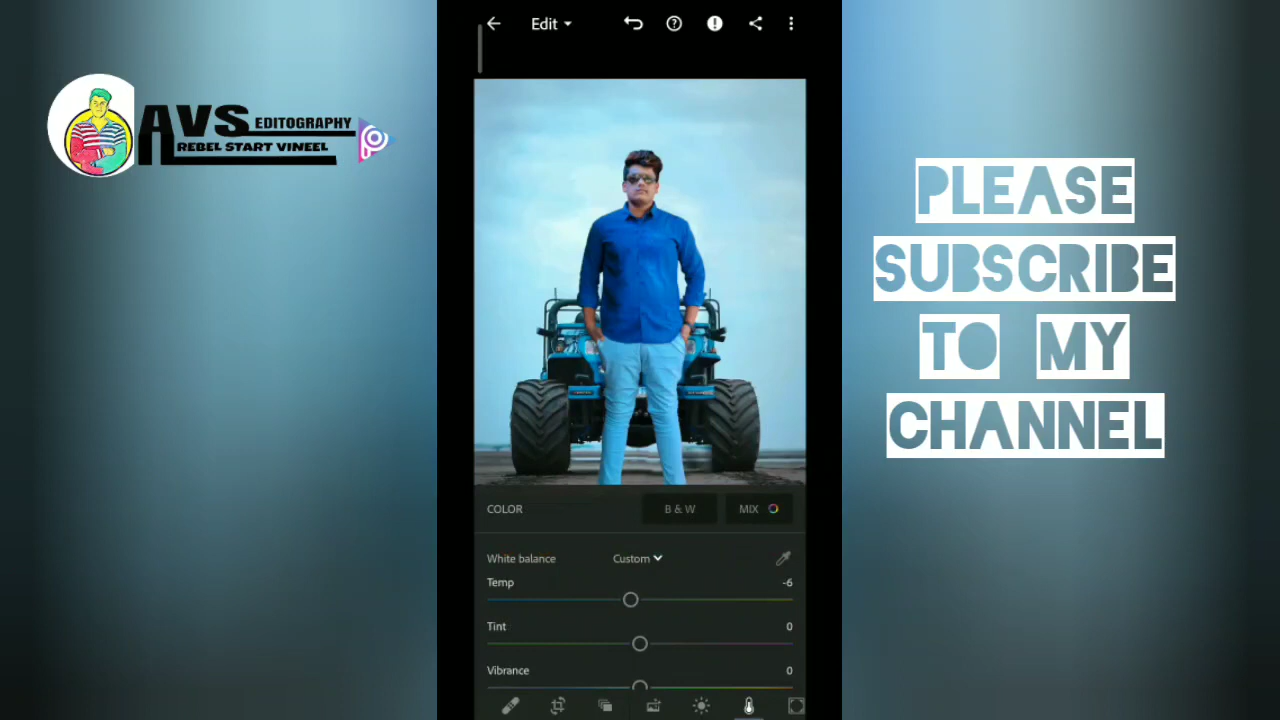 Edit
AVS EDITOGRAPHY
REBEL START VINEEL
PLEASE
SUBSCRIBE
TO MY
CHANNEL
COLOR
B & W
MIX
White balance
Custom
Temp
-6
Tint
0
Vibrance
0